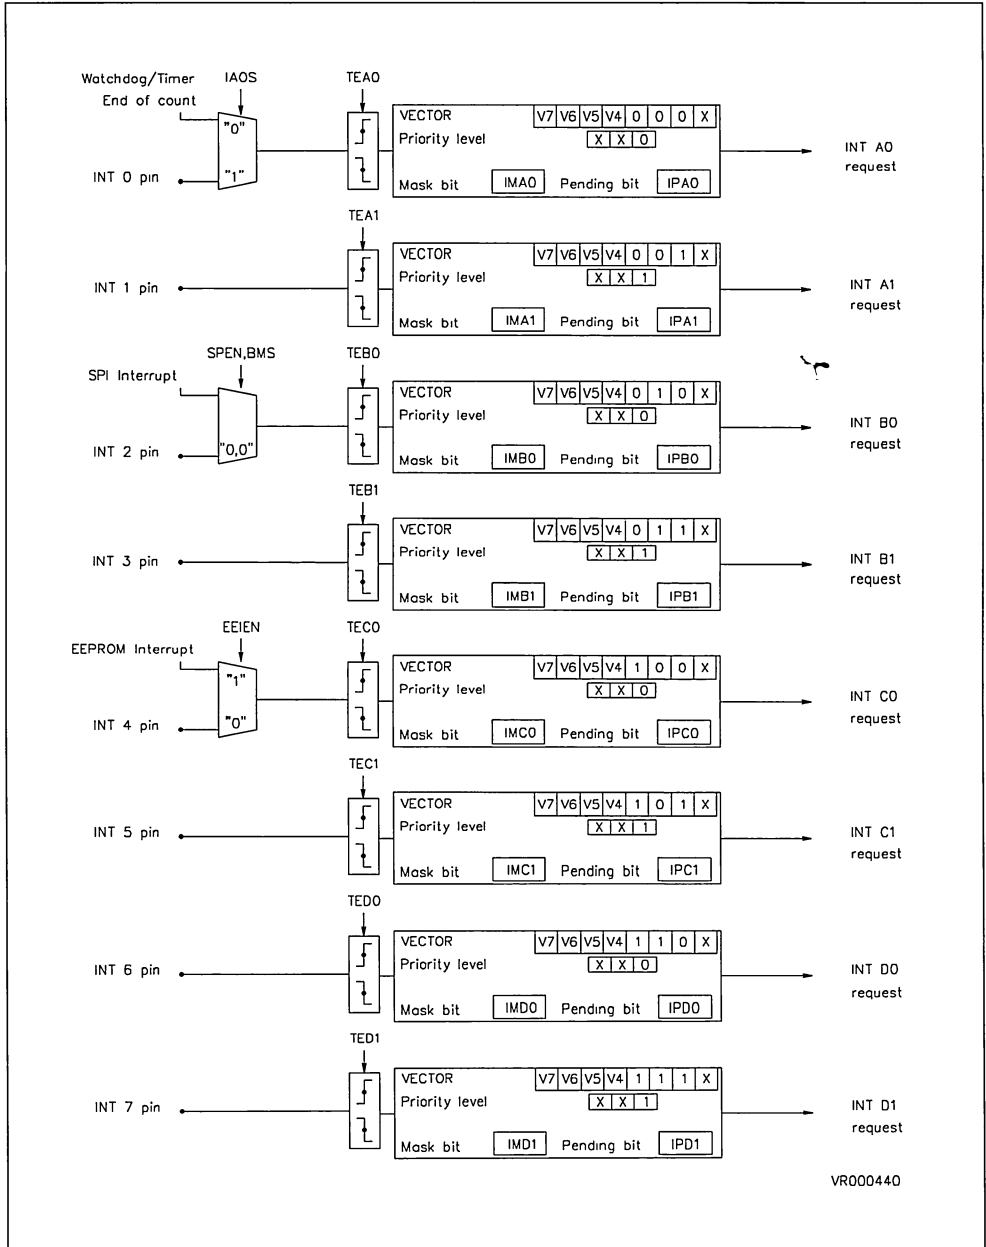 Watchdog/Timer
End of count
IA0S
TEA0
"0"
"1"
INT 0 pin
VECTOR V7 V6 V5 V4 0 0 0 X
Priority level X X 0
Mask bit IMA0 Pending bit IPA0
INT A0
request
TEA1
INT 1 pin
VECTOR V7 V6 V5 V4 0 0 1 X
Priority level X X 1
Mask bit IMA1 Pending bit IPA1
INT A1
request
SPEN,BMS
TEB0
SPI Interrupt
"0,0"
INT 2 pin
VECTOR V7 V6 V5 V4 0 1 0 X
Priority level X X 0
Mask bit IMB0 Pending bit IPB0
INT B0
request
TEB1
INT 3 pin
VECTOR V7 V6 V5 V4 0 1 1 X
Priority level X X 1
Mask bit IMB1 Pending bit IPB1
INT B1
request
EEIEN
TEC0
EEPROM Interrupt
"1"
"0"
INT 4 pin
VECTOR V7 V6 V5 V4 1 0 0 X
Priority level X X 0
Mask bit IMC0 Pending bit IPC0
INT C0
request
TEC1
INT 5 pin
VECTOR V7 V6 V5 V4 1 0 1 X
Priority level X X 1
Mask bit IMC1 Pending bit IPC1
INT C1
request
TED0
INT 6 pin
VECTOR V7 V6 V5 V4 1 1 0 X
Priority level X X 0
Mask bit IMD0 Pending bit IPD0
INT D0
request
TED1
INT 7 pin
VECTOR V7 V6 V5 V4 1 1 1 X
Priority level X X 1
Mask bit IMD1 Pending bit IPD1
INT D1
request
VR000440